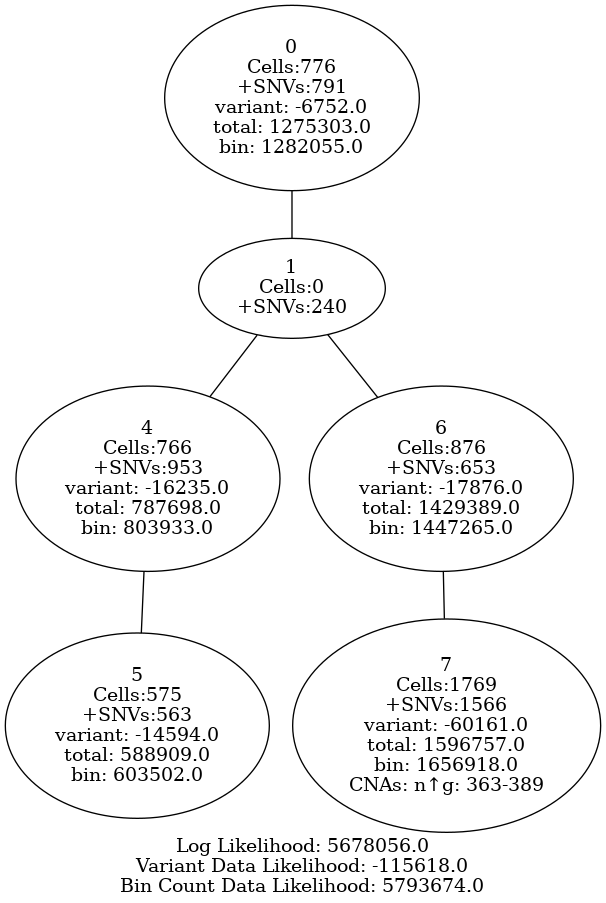 0
Cells:776
+SNVs:791
variant: -6752.0
total: 1275303.0
bin: 1282055.0
1
Cells:0
+SNVs:240
4
Cells:766
+SNVs:953
variant: -16235.0
total: 787698.0
bin: 803933.0
6
Cells:876
+SNVs:653
variant: -17876.0
total: 1429389.0
bin: 1447265.0
5
Cells:575
+SNVs:563
variant: -14594.0
total: 588909.0
bin: 603502.0
7
Cells:1769
+SNVs:1566
variant: -60161.0
total: 1596757.0
bin: 1656918.0
CNAs: n↑g: 363-389
Log Likelihood: 5678056.0
Variant Data Likelihood: -115618.0
Bin Count Data Likelihood: 5793674.0